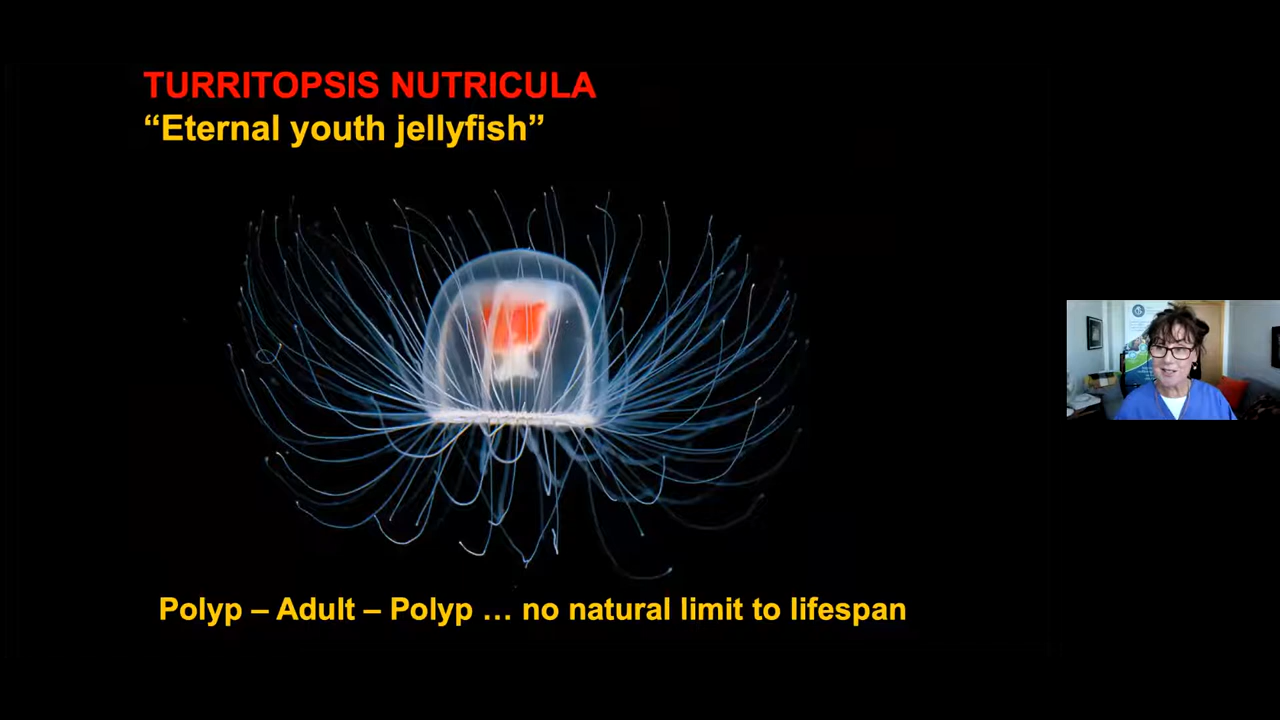 TURRITOPSIS NUTRICULA
“Eternal youth jellyfish”
Polyp – Adult – Polyp … no natural limit to lifespan